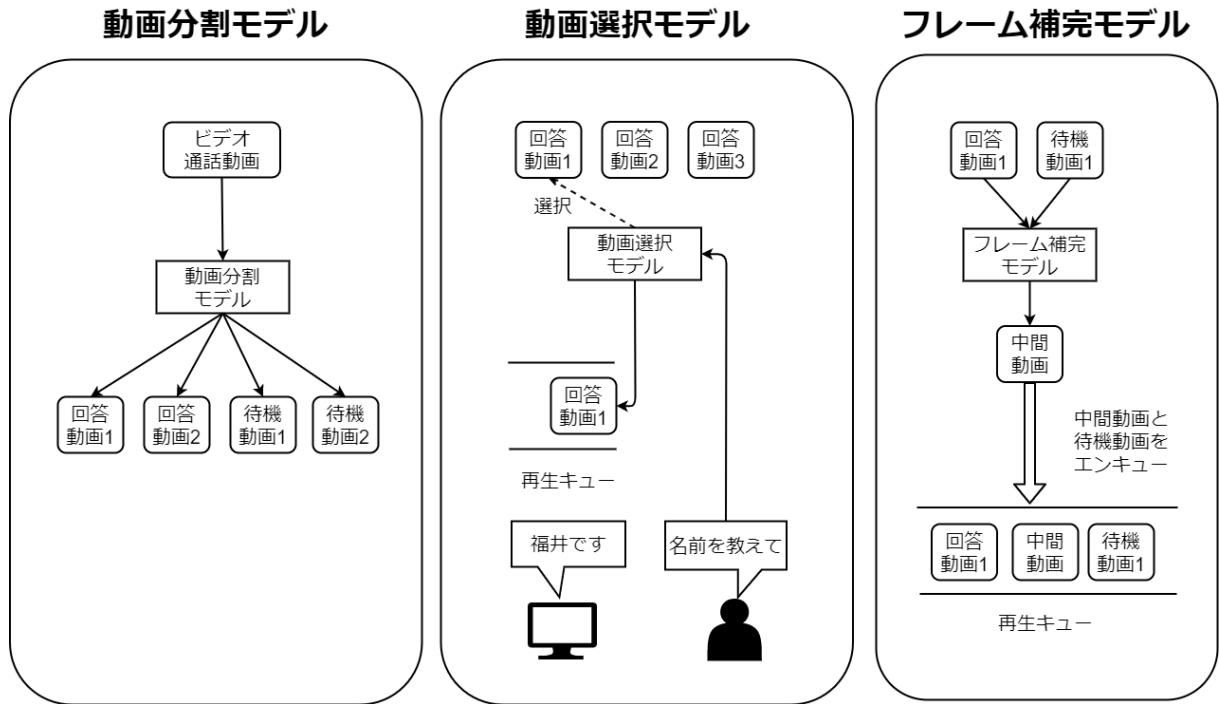 動画分割モデル
ビデオ
通話動画
動画分割
モデル
回答
動画1
回答
動画2
待機
動画1
待機
動画2
動画選択モデル
回答
動画1
回答
動画2
回答
動画3
選択
動画選択
モデル
回答
動画1
再生キュー
福井です
名前を教えて
フレーム補完モデル
回答
動画1
待機
動画1
フレーム補完
モデル
中間
動画
中間動画と
待機動画を
エンキュー
回答
動画1
中間
動画
待機
動画1
再生キュー